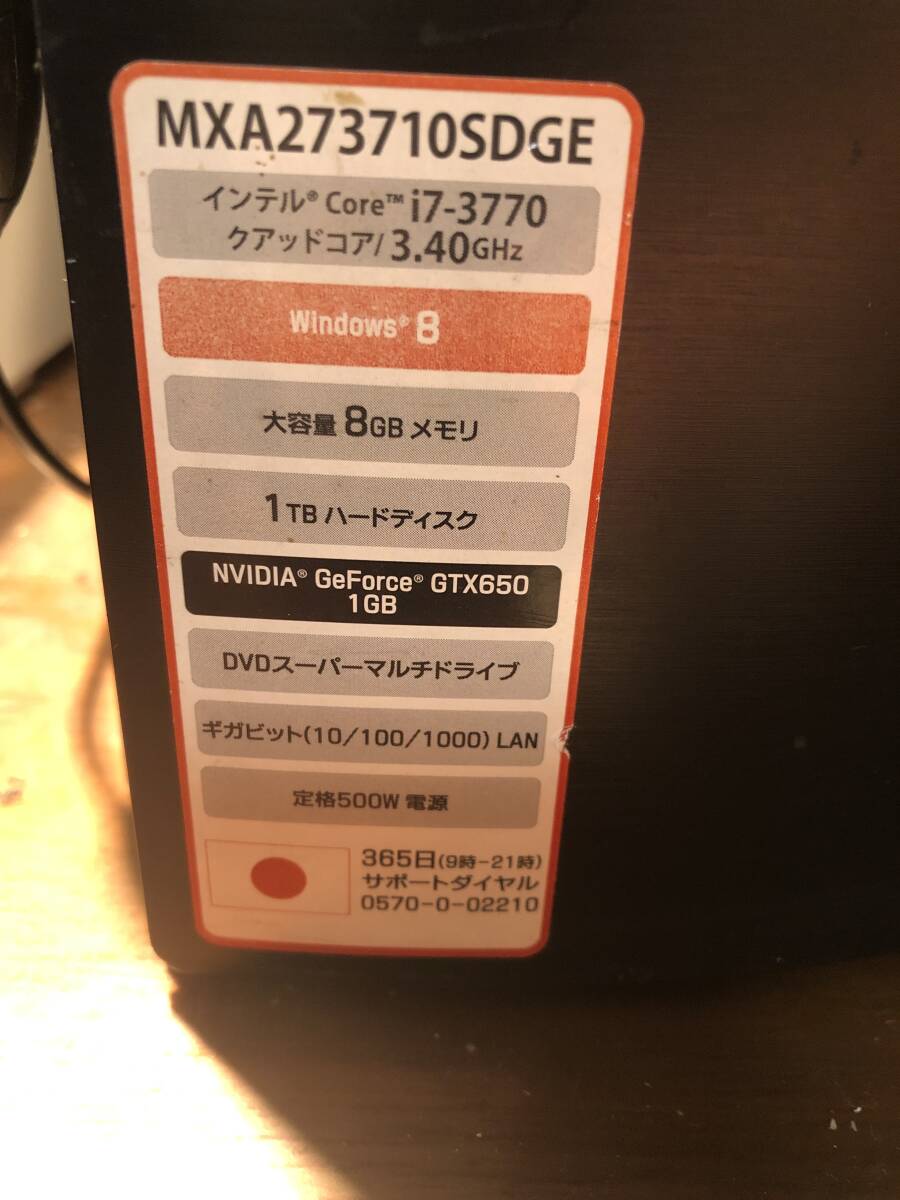 MXA273710SDGE
インテル® Core™ i7-3770
クアッドコア/ 3.40GHz
Windows® 8
大容量 8GB メモリ
1TB ハードディスク
NVIDIA® GeForce® GTX650
1GB
DVDスーパーマルチドライブ
ギガビット(10/100/1000) LAN
定格500W 電源
365日(9時-21時)
サポートダイヤル
0570-0-02210